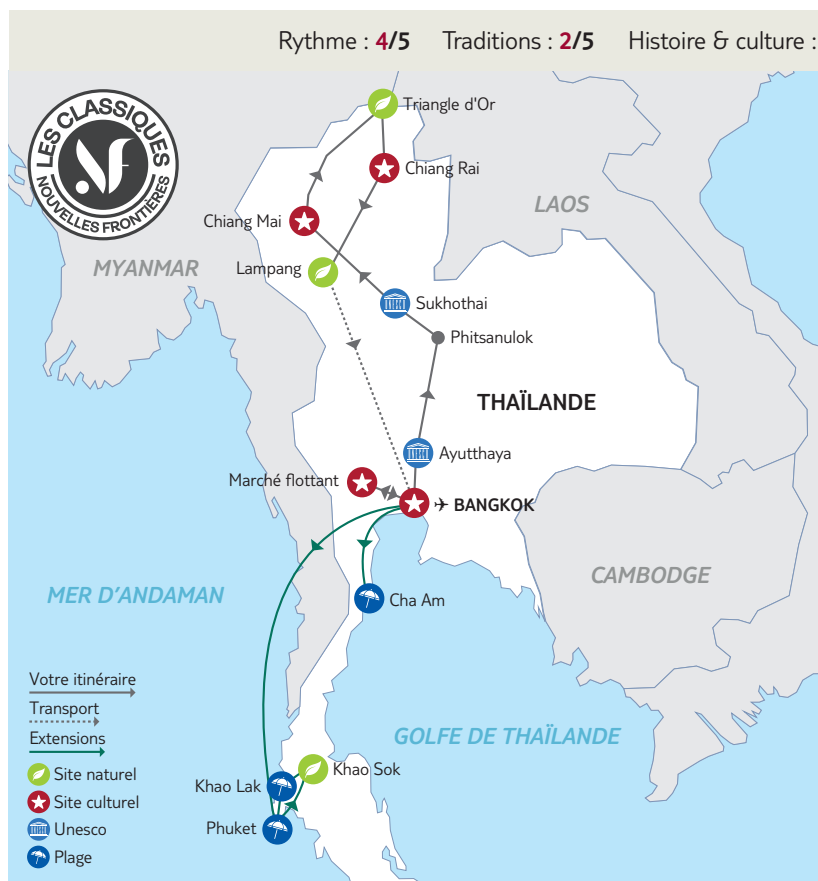 Rythme : 4/5 Traditions : 2/5 Histoire & culture :
LES CLASSIQUES
NF
NOUVELLES FRONTIÈRES
Triangle d'Or
Chiang Rai
LAOS
Chiang Mai
MYANMAR
Lampang
Sukhothai
Phitsanulok
THAÏLANDE
Ayutthaya
Marché flottant
BANGKOK
CAMBODGE
MER D'ANDAMAN
Cha Am
Votre itinéraire
Transport
Extensions
GOLFE DE THAÏLANDE
Site naturel
Khao Sok
Khao Lak
Site culturel
Phuket
Unesco
Plage